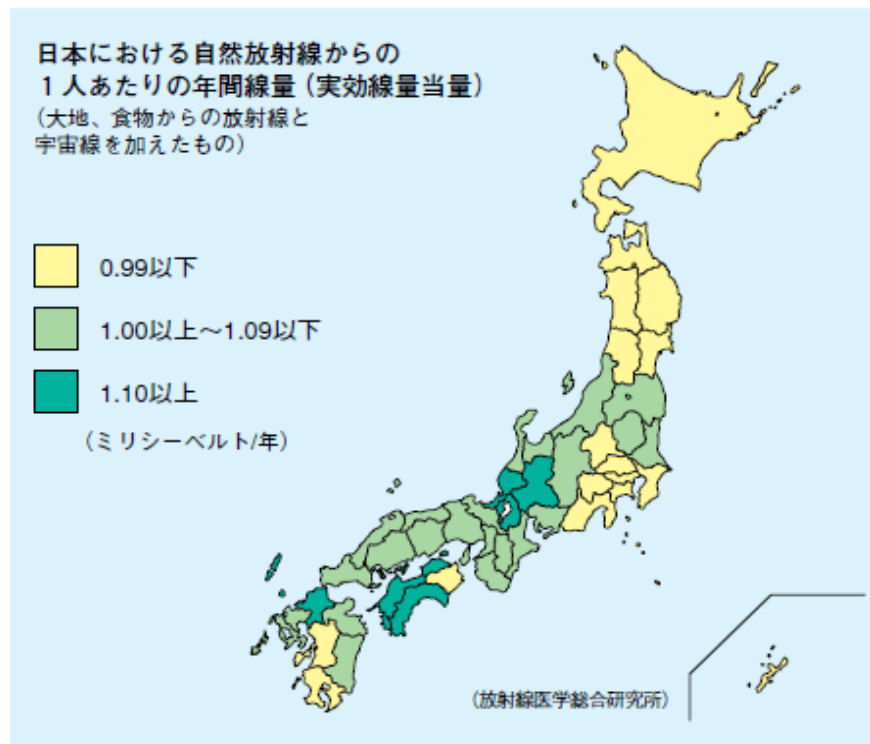 日本における自然放射線からの
１人あたりの年間線量（実効線量当量）
（大地、食物からの放射線と
宇宙線を加えたもの）
0.99以下
1.00以上～1.09以下
1.10以上
（ミリシーベルト/年）
（放射線医学総合研究所）